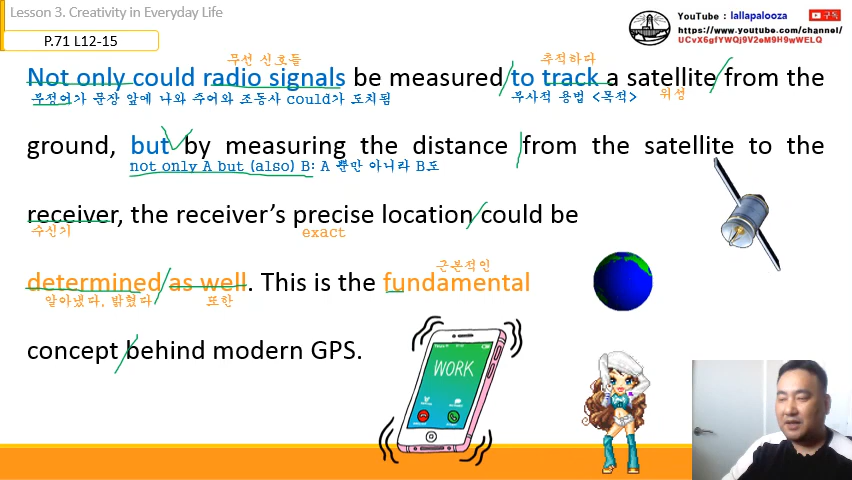 Lesson 3. Creativity in Everyday Life
P.71 L12-15
YouTube : lallapalooza 구독
https://www.youtube.com/channel/
UCvX6gfYWQj9V2eM9H9wWELQ
무선 신호들 추적하다
Not only could radio signals be measured to track a satellite from the
부정어가 문장 앞에 나와 주어와 조동사 could가 도치됨 부사적 용법 <목적> 위성
ground, but by measuring the distance from the satellite to the
not only A but (also) B: A 뿐만 아니라 B도
receiver, the receiver's precise location could be
수신기 exact
근본적인
determined as well. This is the fundamental
알아냈다, 밝혔다 또한
concept behind modern GPS.
WORK